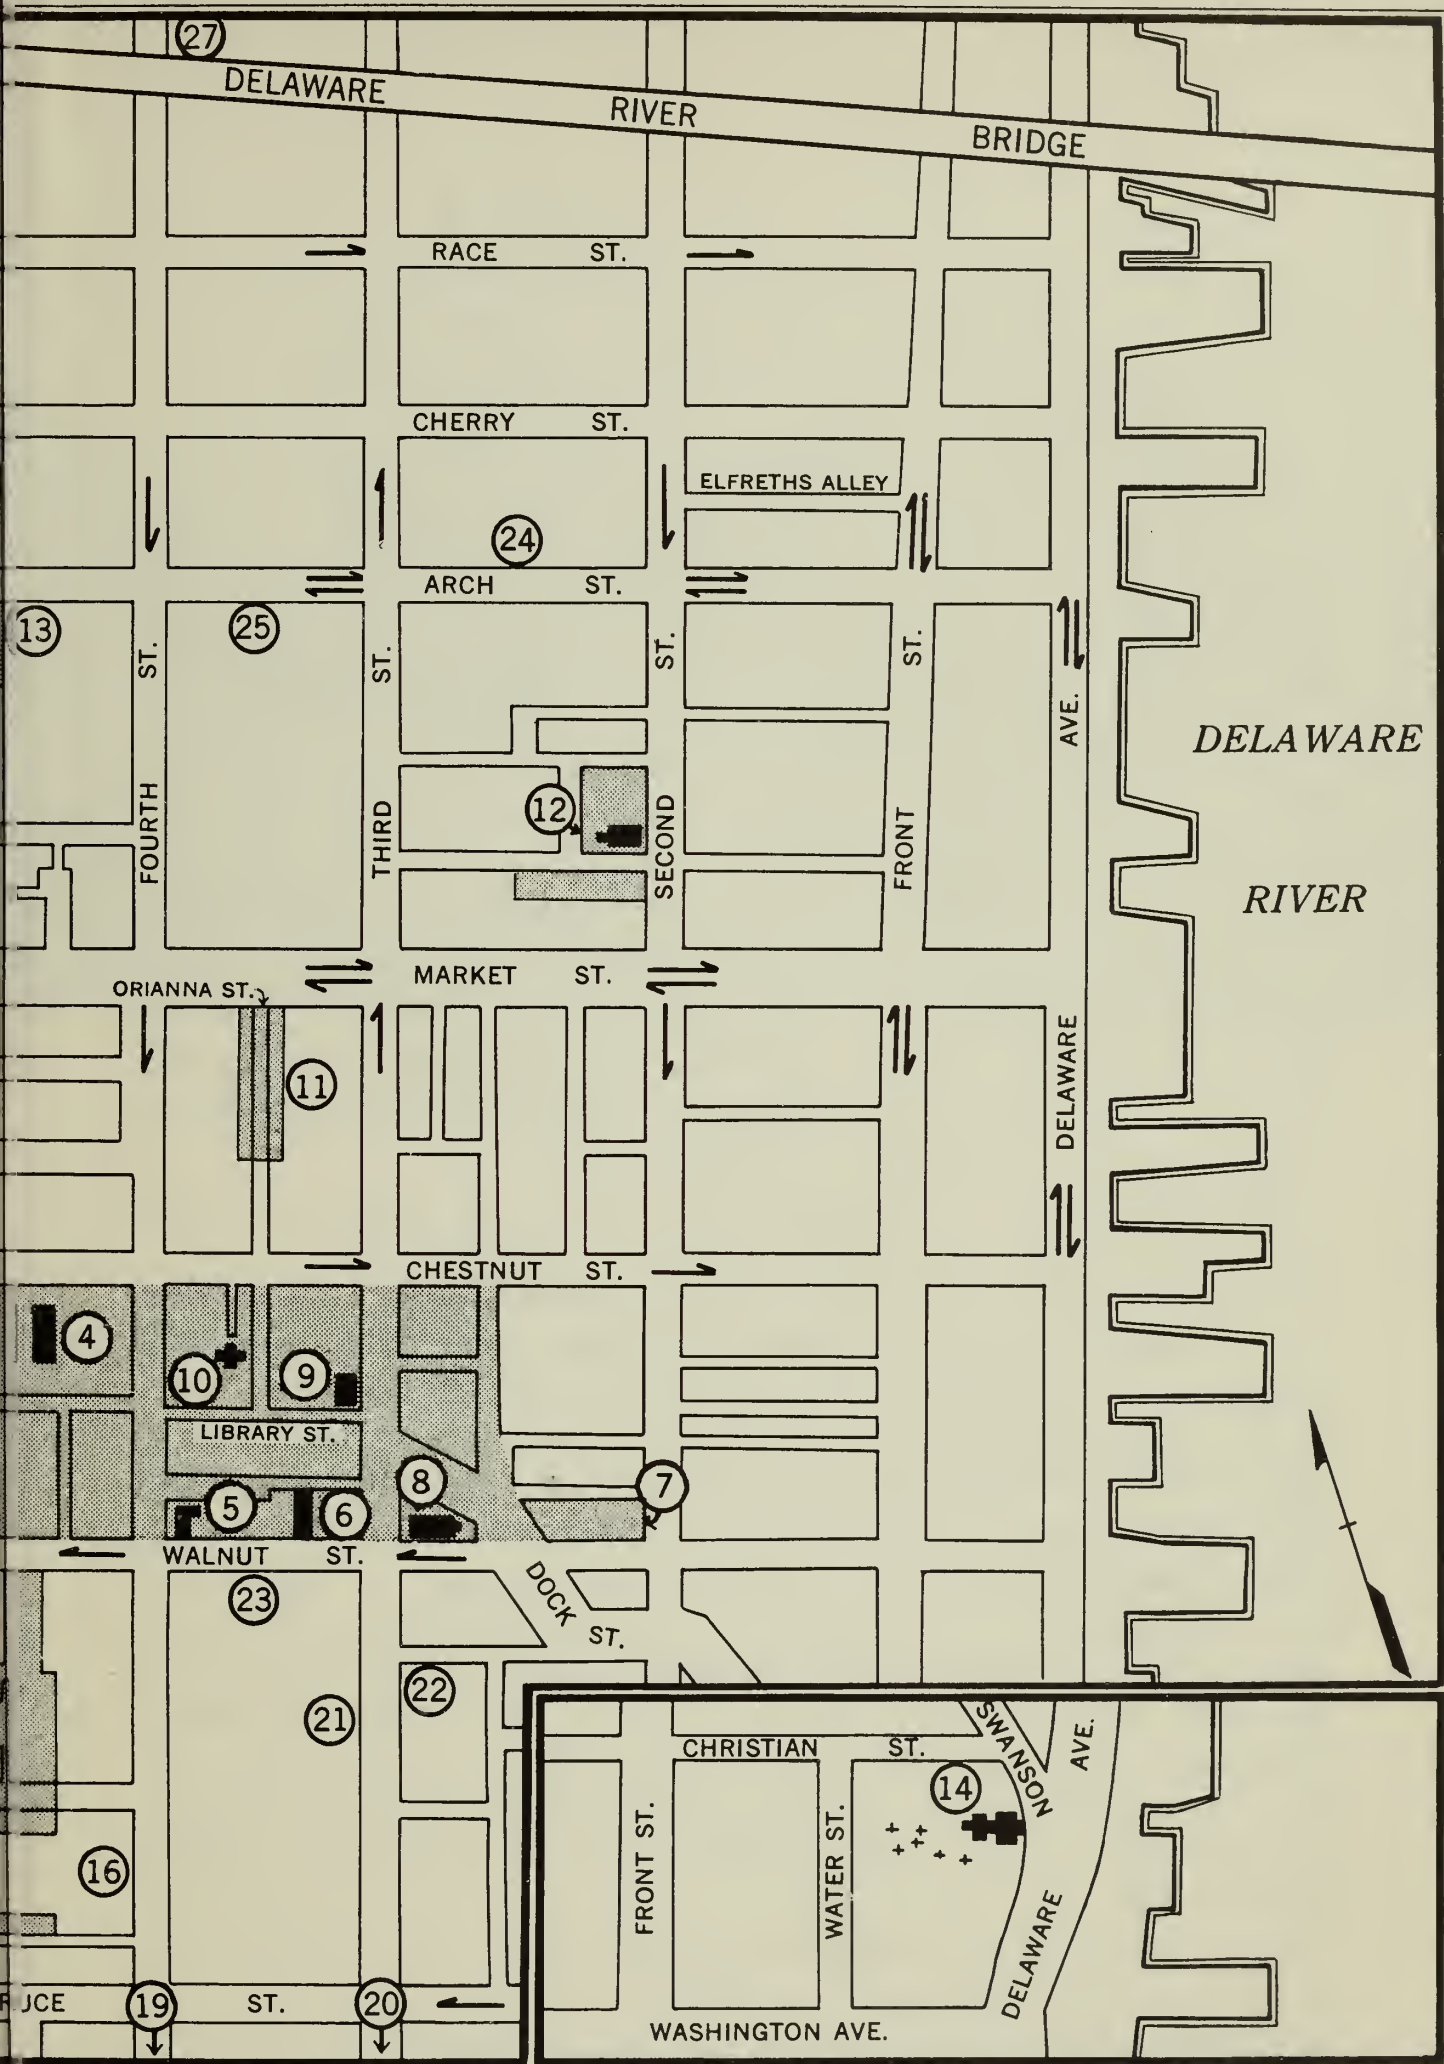 27
DELAWARE RIVER BRIDGE
RACE ST.
CHERRY ST.
ELFRETHS ALLEY
24
ARCH ST.
13
25
ST.
ST.
ST.
ST.
AVE.
DELAWARE
RIVER
12
FOURTH
THIRD
SECOND
FRONT
MARKET ST.
ORIANNA ST.
11
DELAWARE
CHESTNUT ST.
4
10
9
LIBRARY ST.
8
7
5
6
WALNUT ST.
23
DOCK ST.
22
21
SWANSON
AVE.
CHRISTIAN ST.
14
FRONT ST.
WATER ST.
16
DELAWARE
RUCE ST.
19
20
WASHINGTON AVE.